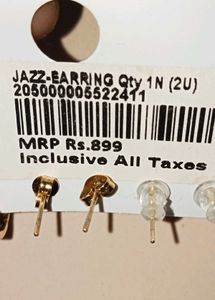 JAZZ-EARRING Qty 1N (2U)
205000005522411
MRP Rs.899
Inclusive All Taxes